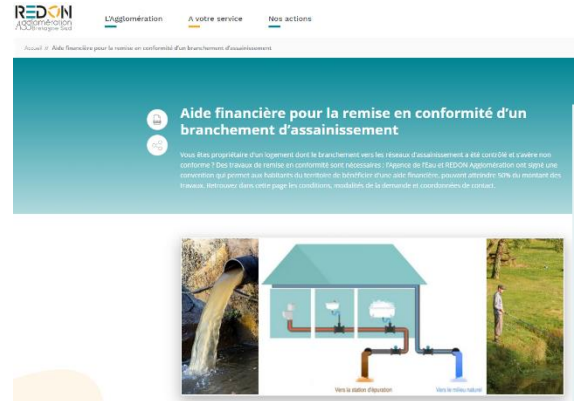 REDON
Agglomération
Bretagne Sud
L'Agglomération
A votre service
Nos actions
Accueil // Aide financière pour la remise en conformité d'un branchement d'assainissement
Aide financière pour la remise en conformité d'un
branchement d'assainissement
Vous êtes propriétaire d'un logement dont le branchement vers les réseaux d'assainissement a été contrôlé et s'avère non
conforme ? Des travaux de remise en conformité sont nécessaires : l'Agence de l'Eau et REDON Agglomération ont signé une
convention qui permet aux habitants du territoire de bénéficier d'une aide financière, pouvant atteindre 50% du montant des
travaux. Retrouvez dans cette page les conditions, modalités de la demande et coordonnées de contact.
Vers la station d'épuration
Vers le milieu naturel